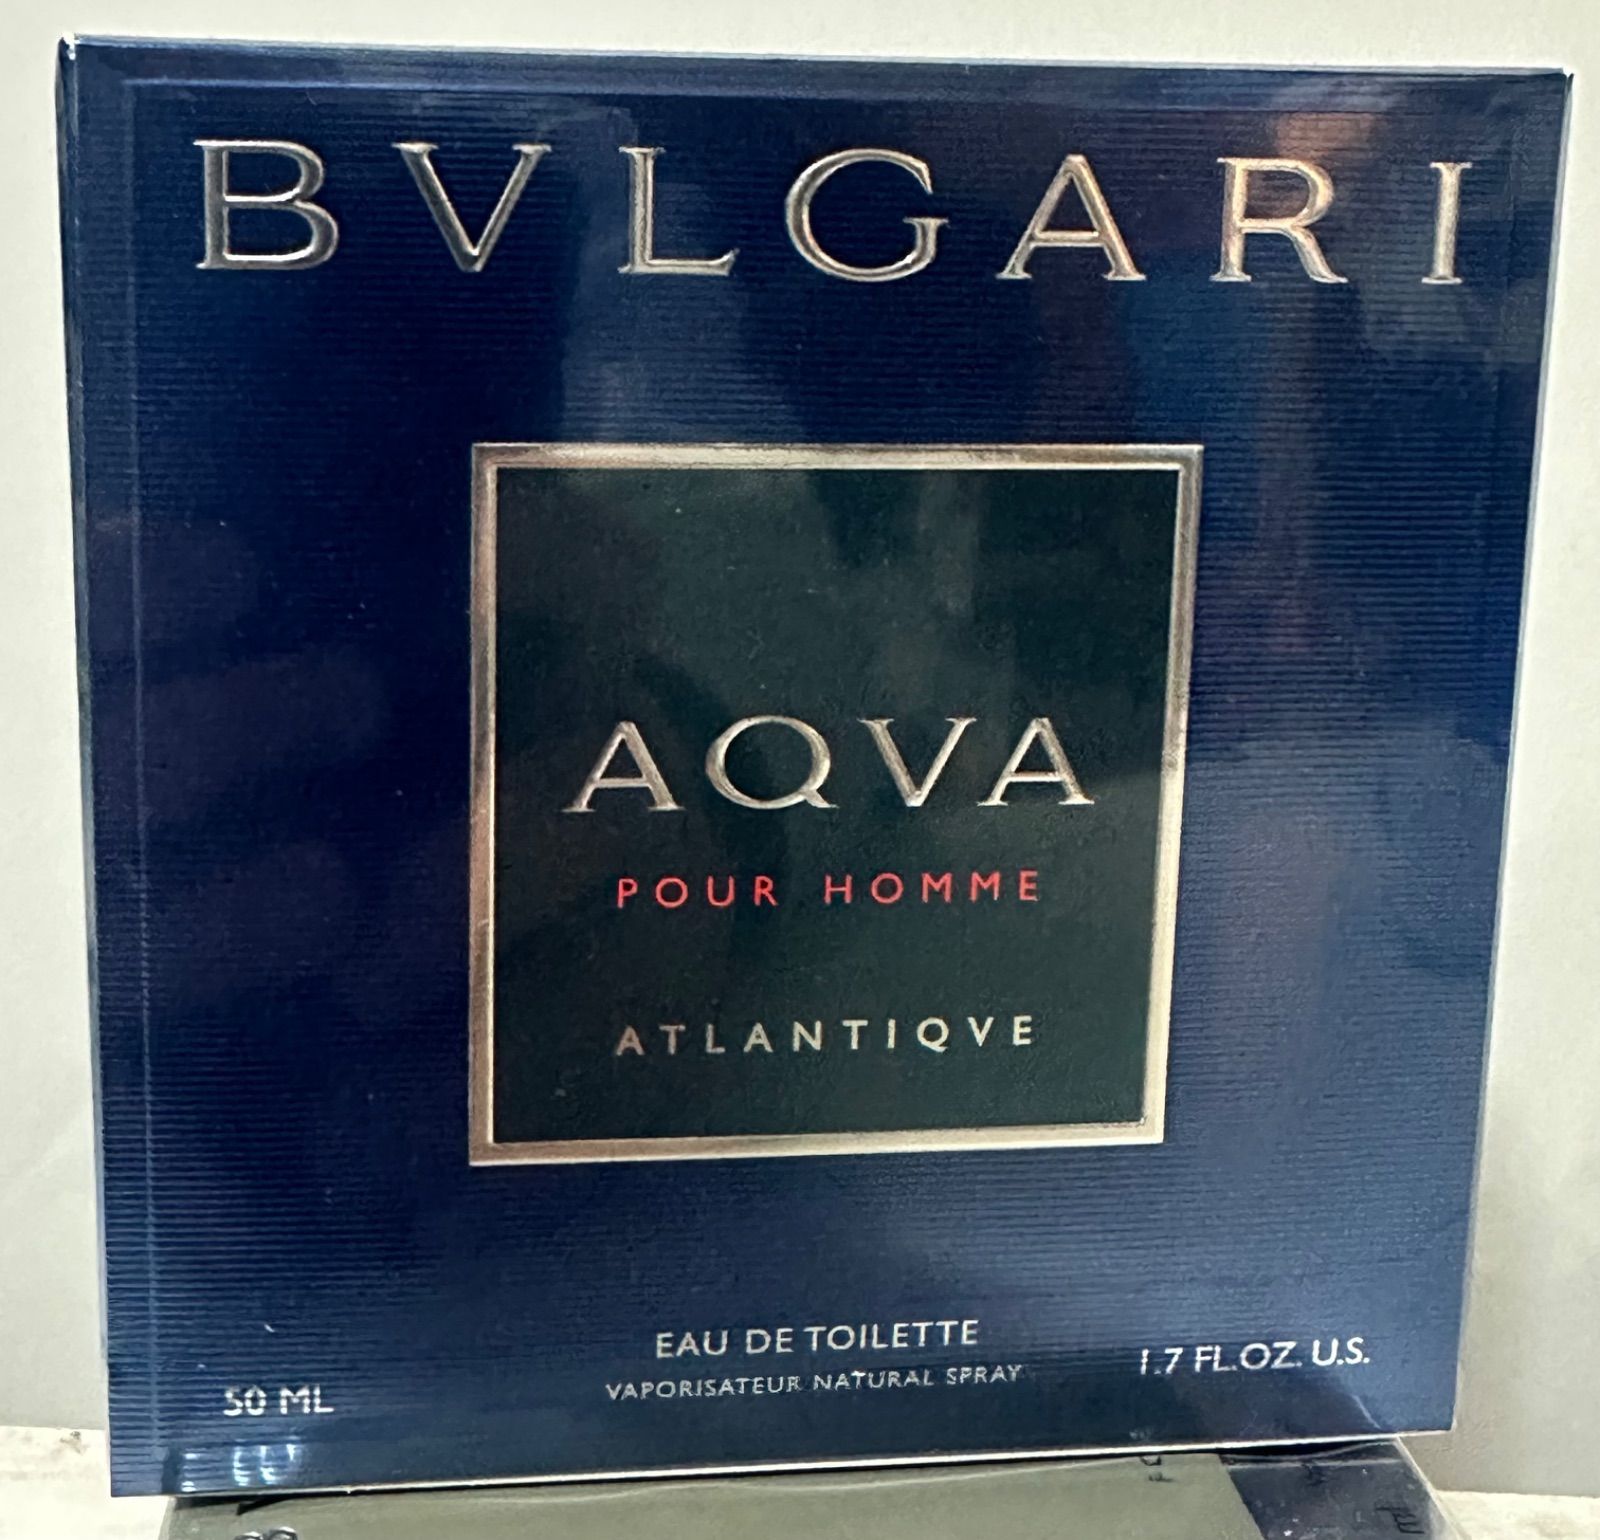 BVLGARI
AQVA
POUR HOMME
ATLANTIQVE
EAU DE TOILETTE
VAPORISATEUR NATURAL SPRAY
50 ML
1.7 FL.OZ. U.S.